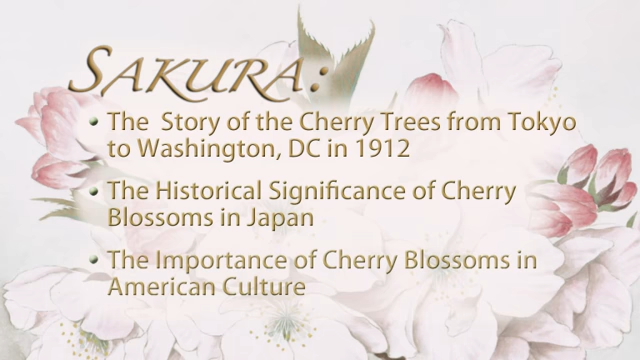 SAKURA:
• The Story of the Cherry Trees from Tokyo
to Washington, DC in 1912
• The Historical Significance of Cherry
Blossoms in Japan
• The Importance of Cherry Blossoms in
American Culture